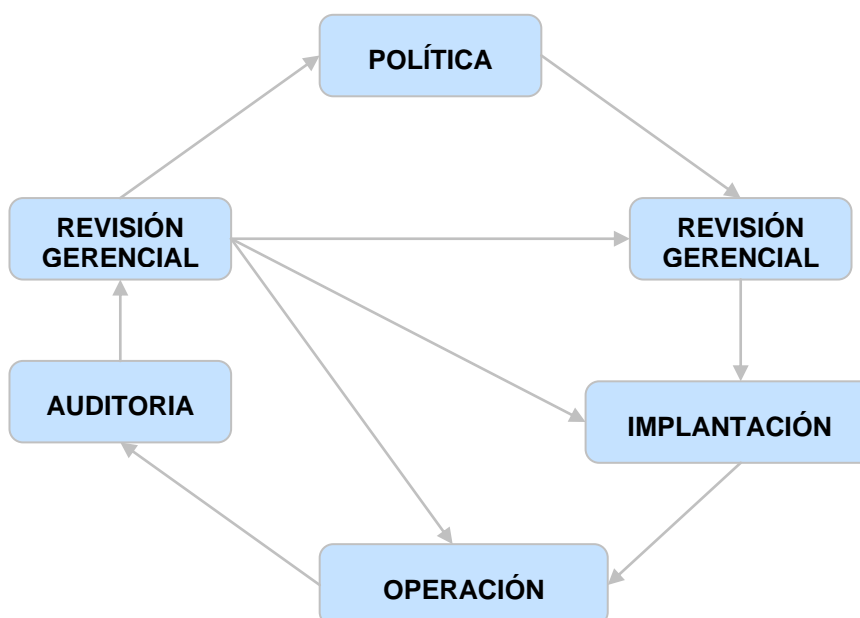 POLÍTICA
REVISIÓN
GERENCIAL
REVISIÓN
GERENCIAL
AUDITORIA
IMPLANTACIÓN
OPERACIÓN